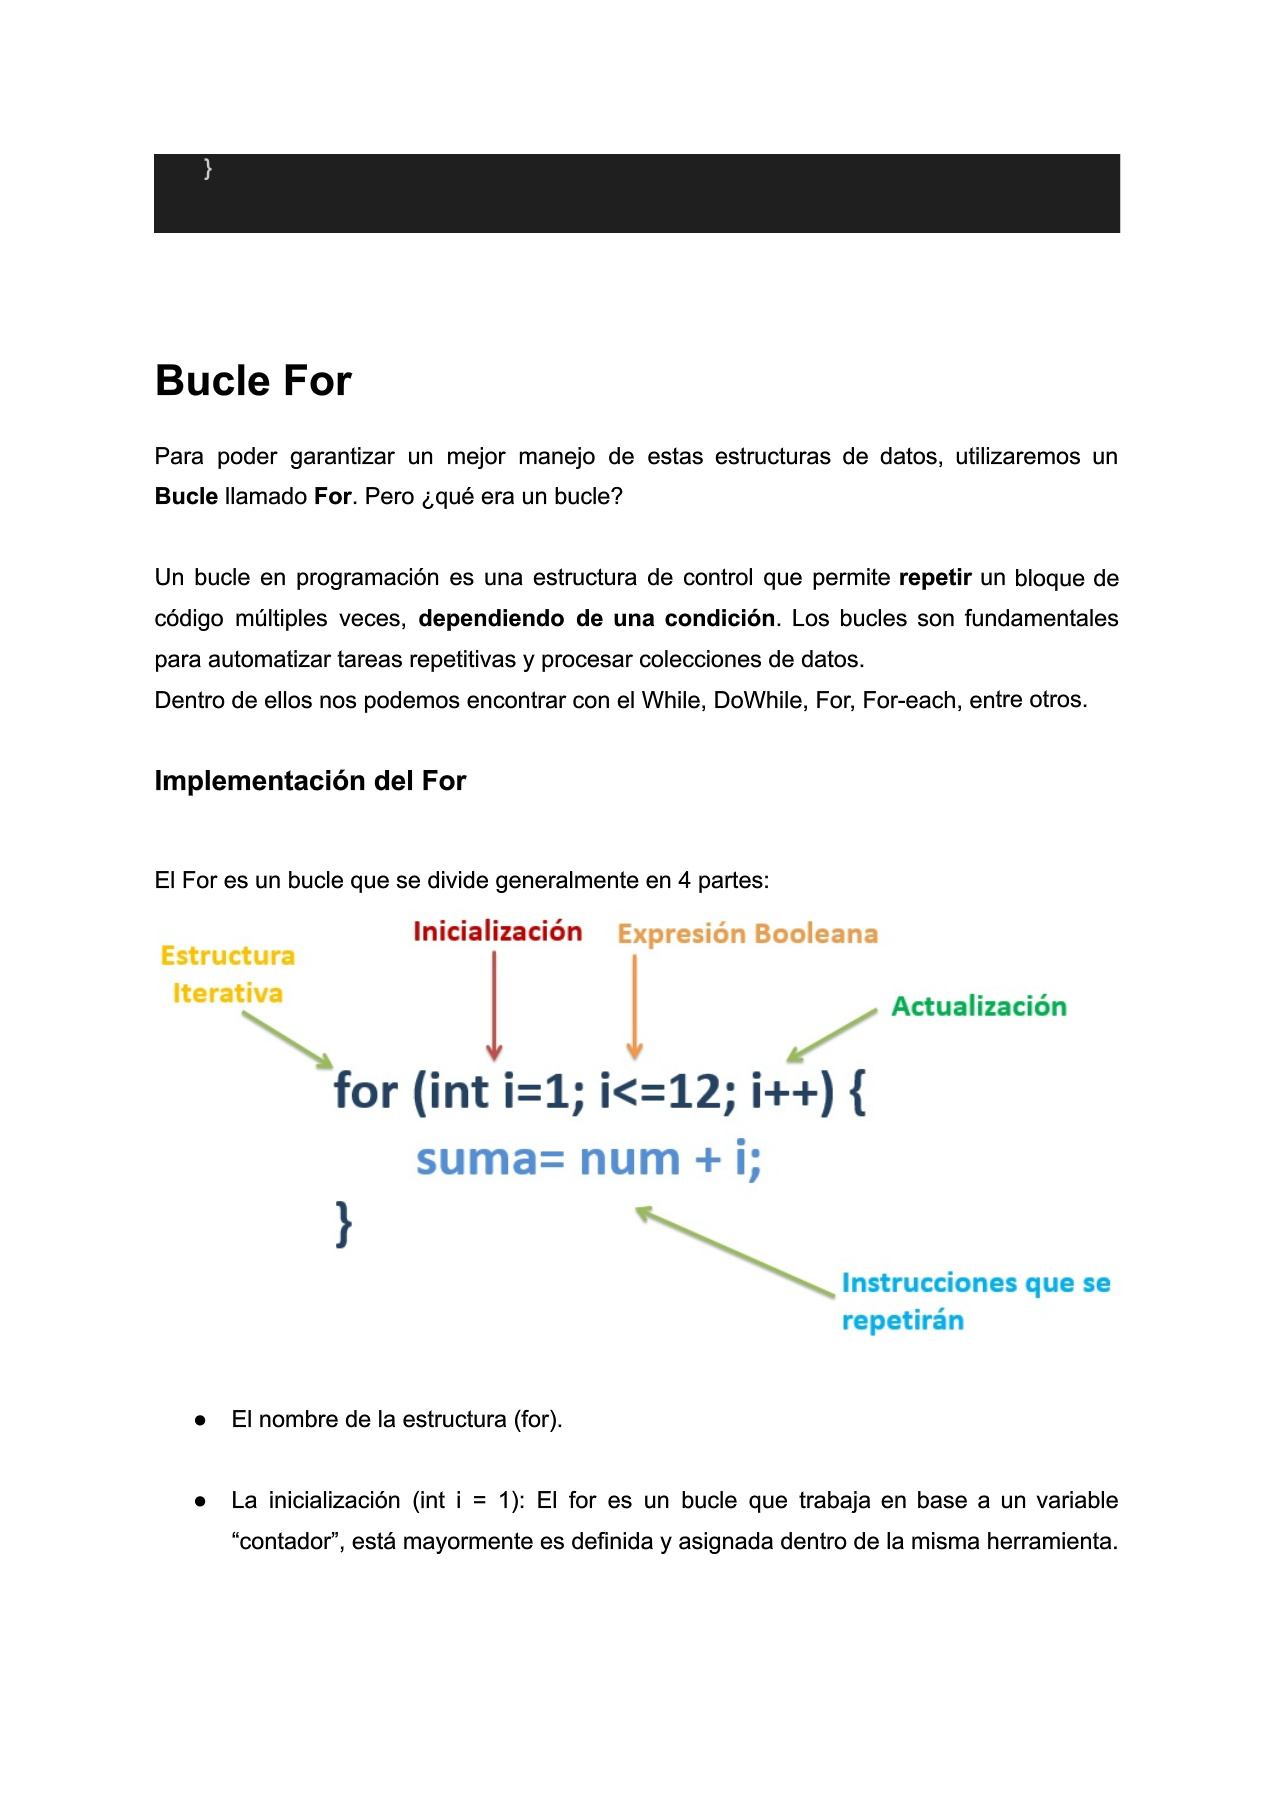 }
Bucle For
Para poder garantizar un mejor manejo de estas estructuras de datos, utilizaremos un
Bucle llamado For. Pero ¿qué era un bucle?
Un bucle en programación es una estructura de control que permite repetir un bloque de
código múltiples veces, dependiendo de una condición. Los bucles son fundamentales
para automatizar tareas repetitivas y procesar colecciones de datos.
Dentro de ellos nos podemos encontrar con el While, DoWhile, For, For-each, entre otros.
Implementación del For
El For es un bucle que se divide generalmente en 4 partes:
Inicialización
Expresión Booleana
Estructura
Iterativa
Actualización
for (int i=1; i<=12; i++) {
suma= num + i;
}
Instrucciones que se
repetirán
● El nombre de la estructura (for).
● La inicialización (int i = 1): El for es un bucle que trabaja en base a un variable
“contador”, está mayormente es definida y asignada dentro de la misma herramienta.